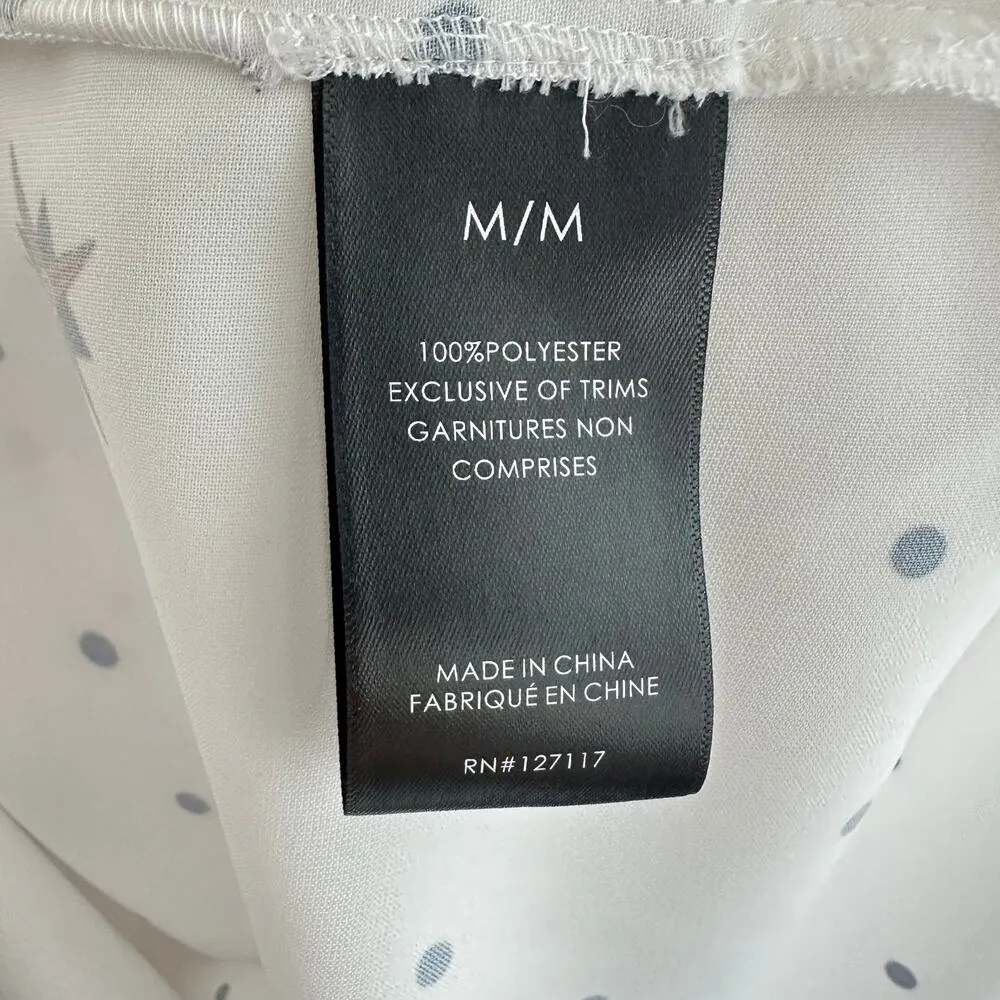 M/M
100%POLYESTER
EXCLUSIVE OF TRIMS
GARNITURES NON
COMPRISES
MADE IN CHINA
FABRIQUÉ EN CHINE
RN#127117